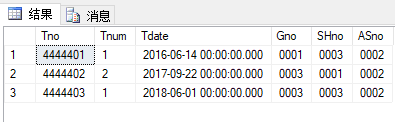 结果 消息
Tno Tnum Tdate Gno SHno ASno
1 4444401 1 2016-06-14 00:00:00.000 0001 0003 0002
2 4444402 2 2017-09-22 00:00:00.000 0003 0001 0002
3 4444403 1 2018-06-01 00:00:00.000 0003 0003 0002